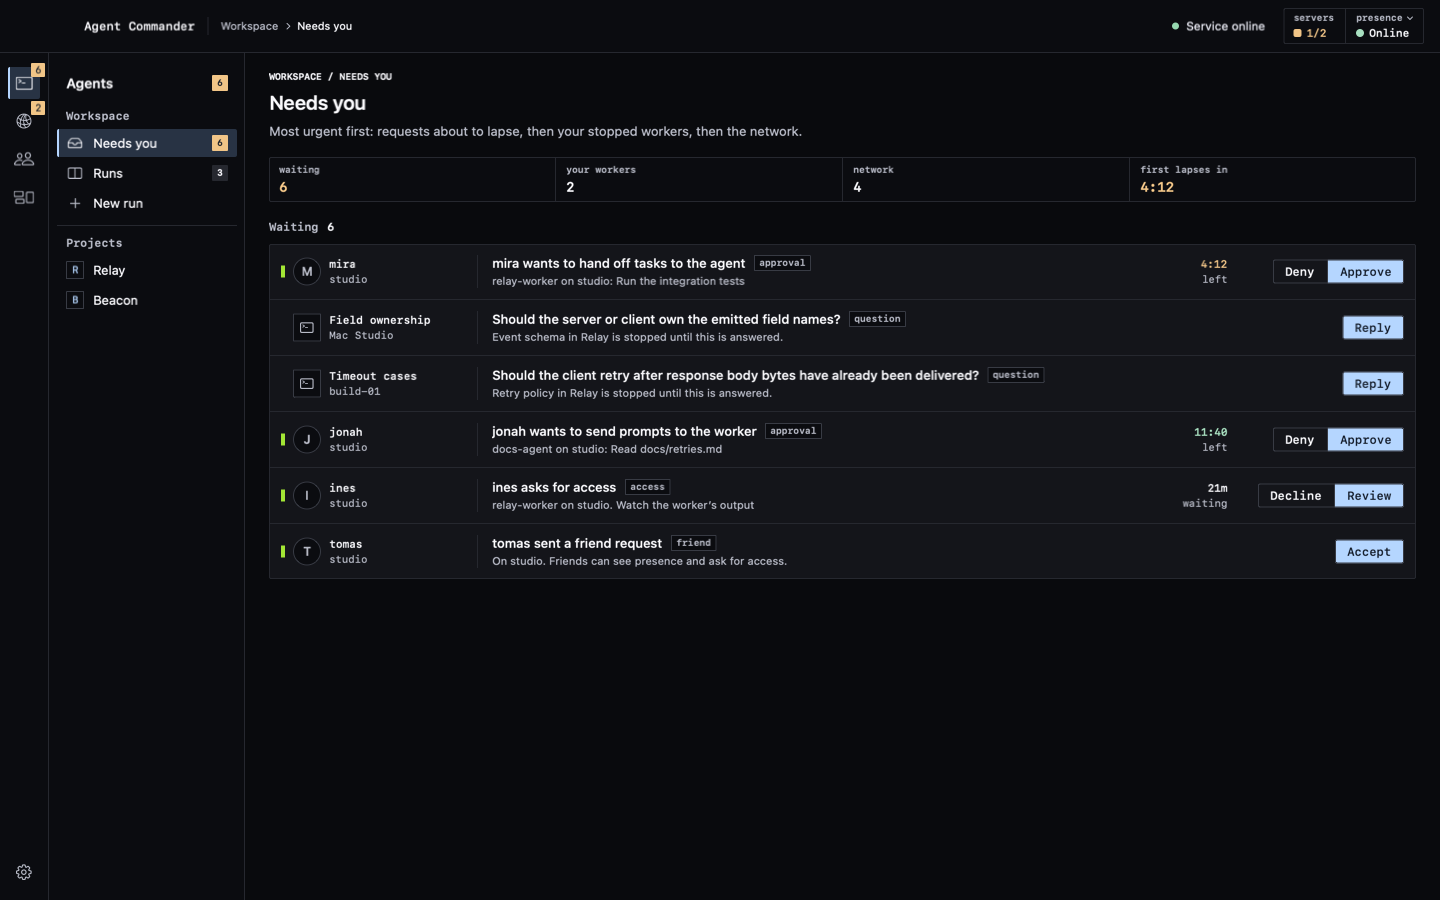 Agent Commander
Workspace > Needs you
Service online
servers
1/2
presence
Online
6
2
Agents 6
Workspace
Needs you 6
Runs 3
New run
Projects
R Relay
B Beacon
WORKSPACE / NEEDS YOU
Needs you
Most urgent first: requests about to lapse, then your stopped workers, then the network.
waiting
6
your workers
2
network
4
first lapses in
4:12
Waiting 6
M
mira
studio
mira wants to hand off tasks to the agent approval
relay-worker on studio: Run the integration tests
4:12
left
Deny Approve
Field ownership
Mac Studio
Should the server or client own the emitted field names? question
Event schema in Relay is stopped until this is answered.
Reply
Timeout cases
build-01
Should the client retry after response body bytes have already been delivered? question
Retry policy in Relay is stopped until this is answered.
Reply
J
jonah
studio
jonah wants to send prompts to the worker approval
docs-agent on studio: Read docs/retries.md
11:40
left
Deny Approve
I
ines
studio
ines asks for access access
relay-worker on studio. Watch the worker's output
21m
waiting
Decline Review
T
tomas
studio
tomas sent a friend request friend
On studio. Friends can see presence and ask for access.
Accept